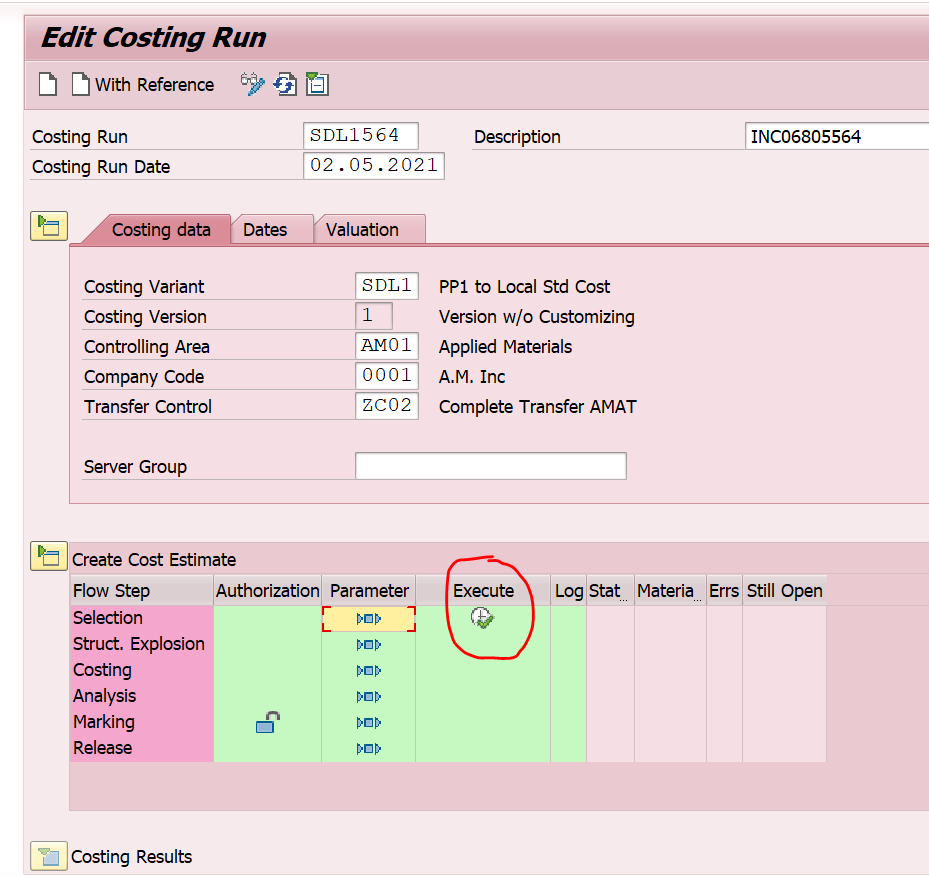 Edit Costing Run
With Reference
Costing Run SDL1564 Description INC06805564
Costing Run Date 02.05.2021
Costing data Dates Valuation
Costing Variant SDL1 PP1 to Local Std Cost
Costing Version 1 Version w/o Customizing
Controlling Area AM01 Applied Materials
Company Code 0001 A.M. Inc
Transfer Control ZC02 Complete Transfer AMAT
Server Group
Create Cost Estimate
Flow Step Authorization Parameter Execute Log Stat... Materia... Errs Still Open
Selection
Struct. Explosion
Costing
Analysis
Marking
Release
Costing Results